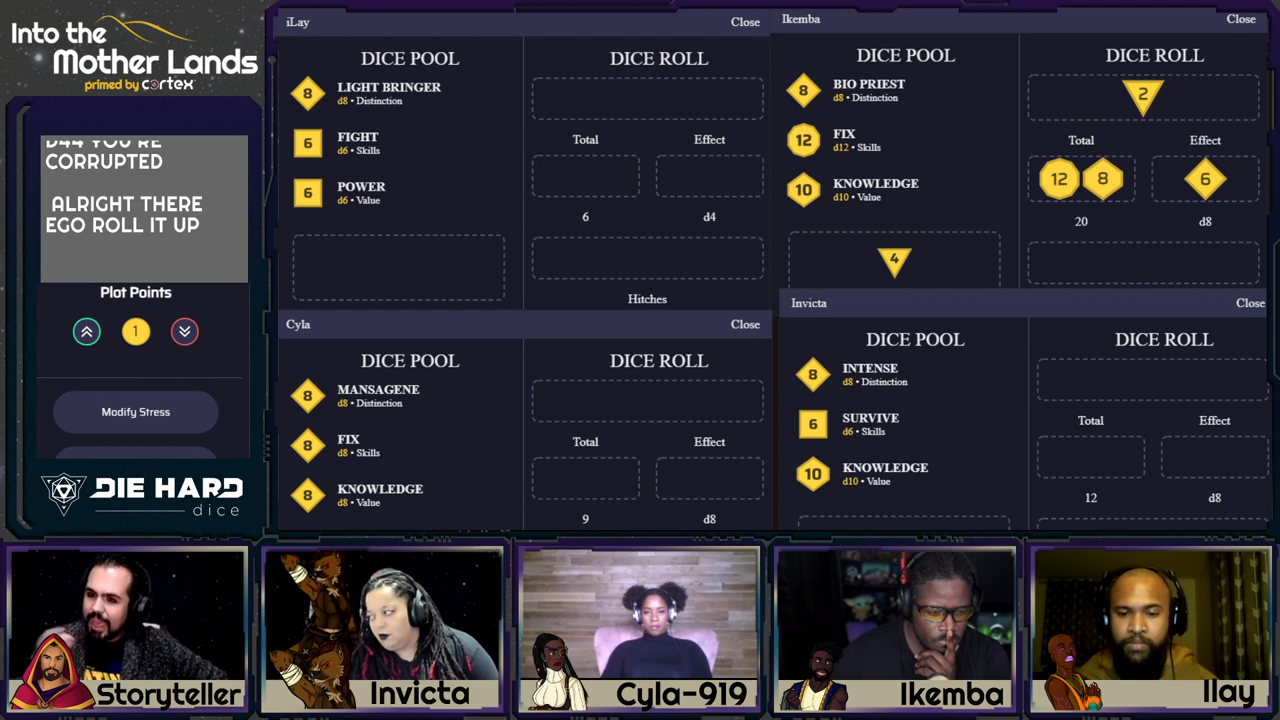 Into the
Mother Lands
primed by cortex
CORRUPTED
ALRIGHT THERE
EGO ROLL IT UP
Plot Points
1
Modify Stress
DIE HARD
dice
iLay
Close
DICE POOL
8
LIGHT BRINGER
d8 • Distinction
6
FIGHT
d6 • Skills
6
POWER
d6 • Value
DICE ROLL
Total
Effect
6
d4
Hitches
Ikemba
Close
DICE POOL
8
BIO PRIEST
d8 • Distinction
12
FIX
d12 • Skills
10
KNOWLEDGE
d10 • Value
4
DICE ROLL
2
Total
Effect
12
8
6
20
d8
Cyla
Close
DICE POOL
8
MANSAGENE
d8 • Distinction
8
FIX
d8 • Skills
8
KNOWLEDGE
d8 • Value
DICE ROLL
Total
Effect
9
d8
Invicta
Close
DICE POOL
8
INTENSE
d8 • Distinction
6
SURVIVE
d6 • Skills
10
KNOWLEDGE
d10 • Value
DICE ROLL
Total
Effect
12
d8
Storyteller
Invicta
Cyla-919
Ikemba
Ilay